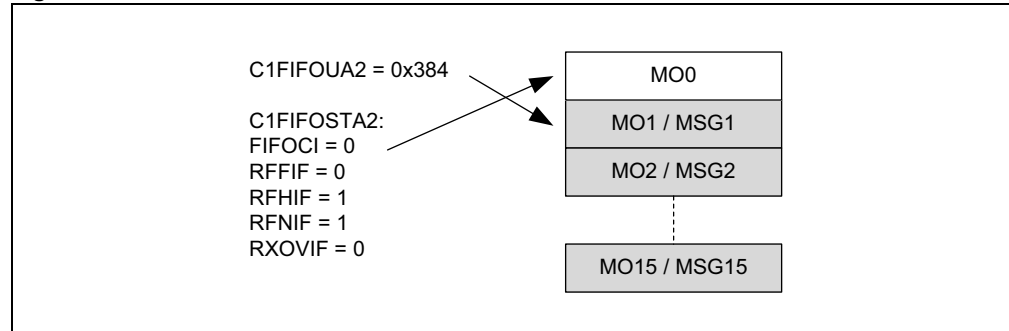 C1FIFOUA2 = 0x384
C1FIFOSTA2:
FIFOCI = 0
RFFIF = 0
RFHIF = 1
RFNIF = 1
RXOVIF = 0
MO0
MO1 / MSG1
MO2 / MSG2
MO15 / MSG15